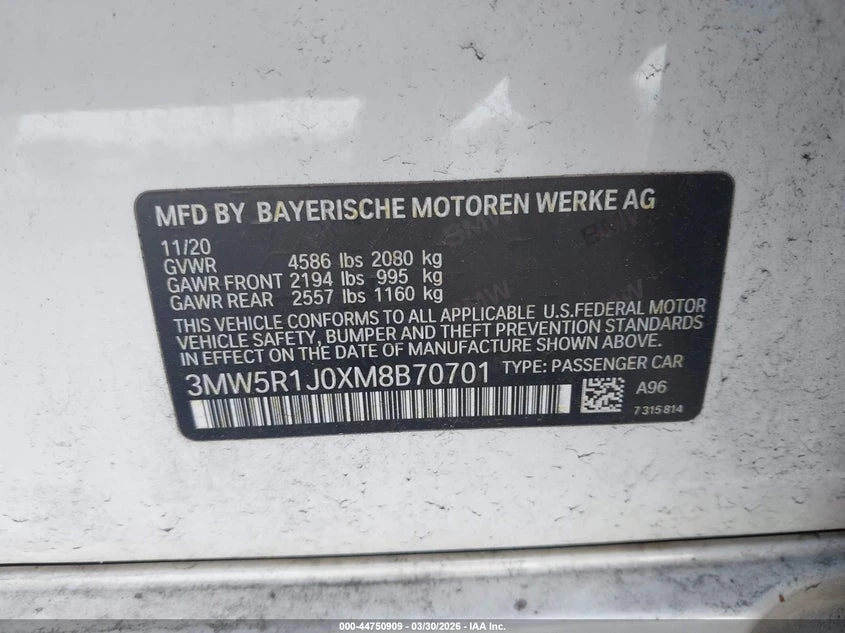 MFD BY BAYERISCHE MOTOREN WERKE AG
11/20
GVWR 4586 lbs 2080 kg
GAWR FRONT 2194 lbs 995 kg
GAWR REAR 2557 lbs 1160 kg
THIS VEHICLE CONFORMS TO ALL APPLICABLE U.S.FEDERAL MOTOR
VEHICLE SAFETY, BUMPER AND THEFT PREVENTION STANDARDS
IN EFFECT ON THE DATE OF MANUFACTURE SHOWN ABOVE.
3MW5R1J0XM8B70701 TYPE: PASSENGER CAR
A96
7 315 814
000-44750909 - 03/30/2026 - IAA Inc.